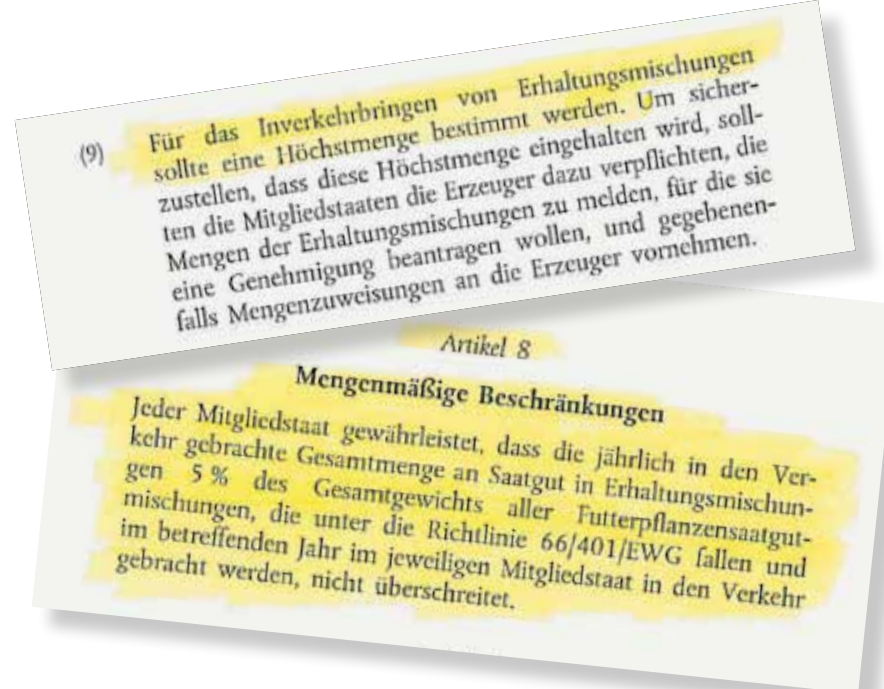 (9) Für das Inverkehrbringen von Erhaltungsmischungen
sollte eine Höchstmenge bestimmt werden. Um sicher-
zustellen, dass diese Höchstmenge eingehalten wird, soll-
ten die Mitgliedstaaten die Erzeuger dazu verpflichten, die
Mengen der Erhaltungsmischungen zu melden, für die sie
eine Genehmigung beantragen wollen, und gegebenen-
falls Mengenzuweisungen an die Erzeuger vornehmen.
Artikel 8
Mengenmäßige Beschränkungen
Jeder Mitgliedstaat gewährleistet, dass die jährlich in den Ver-
kehr gebrachte Gesamtmenge an Saatgut in Erhaltungsmischun-
gen 5 % des Gesamtgewichts aller Futterpflanzensaatgut-
mischungen, die unter die Richtlinie 66/401/EWG fallen und
im betreffenden Jahr im jeweiligen Mitgliedstaat in den Verkehr
gebracht werden, nicht überschreitet.